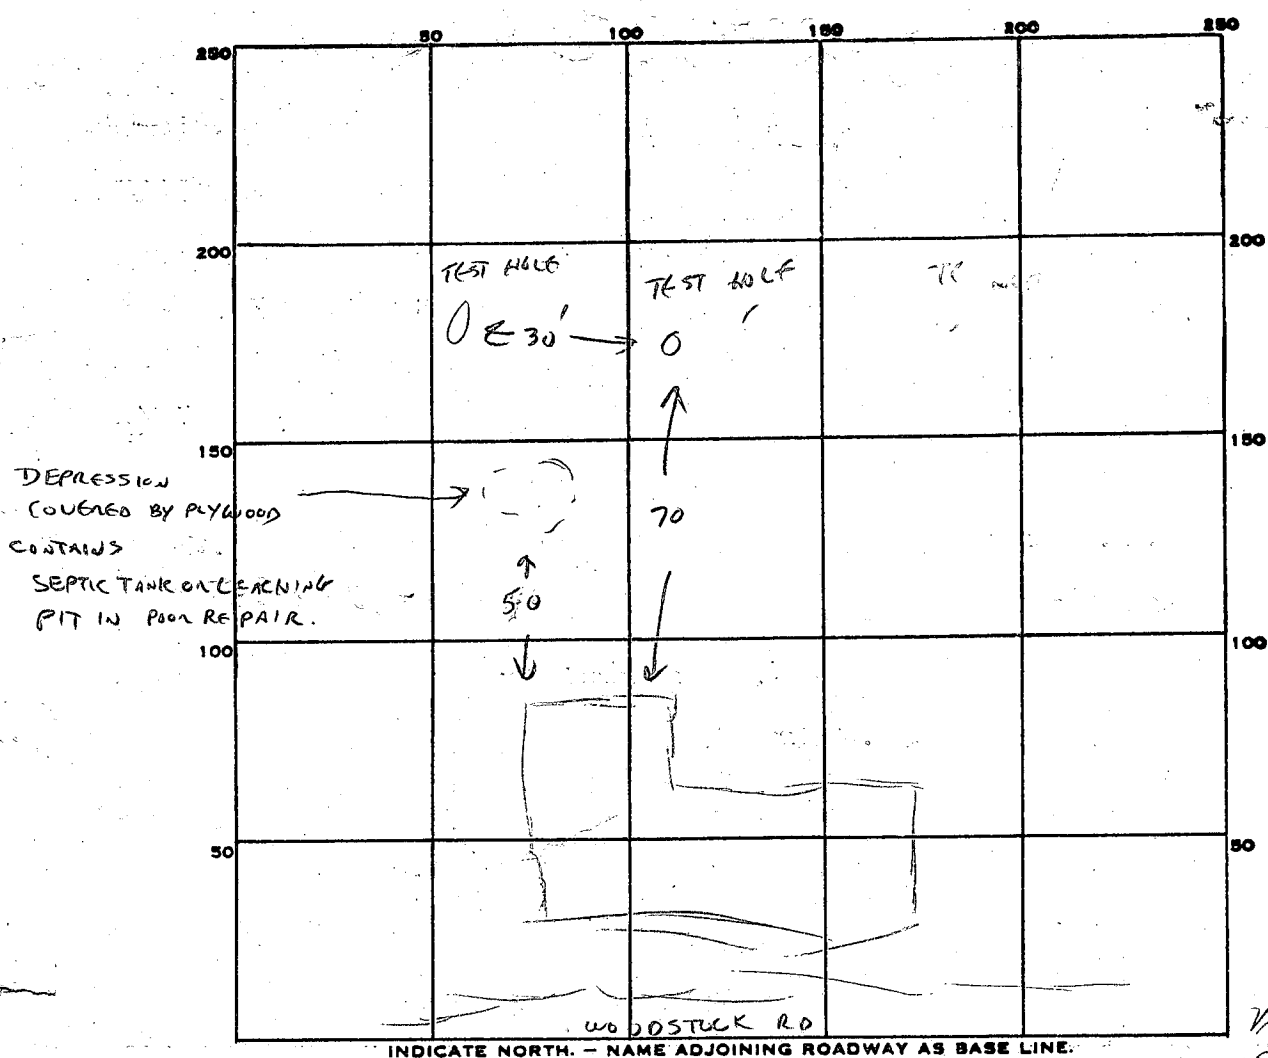 50 100 150 200 250
250
200 200
TEST HOLE TEST HOLE
0 ← 30' → 0
150 150
DEPRESSION
COVERED BY PLYWOOD
70
CONTAINS
SEPTIC TANK OR LEACHING
50
PIT IN POOR REPAIR.
100 100
50 50
WOODSTOCK RD
INDICATE NORTH. — NAME ADJOINING ROADWAY AS BASE LINE.